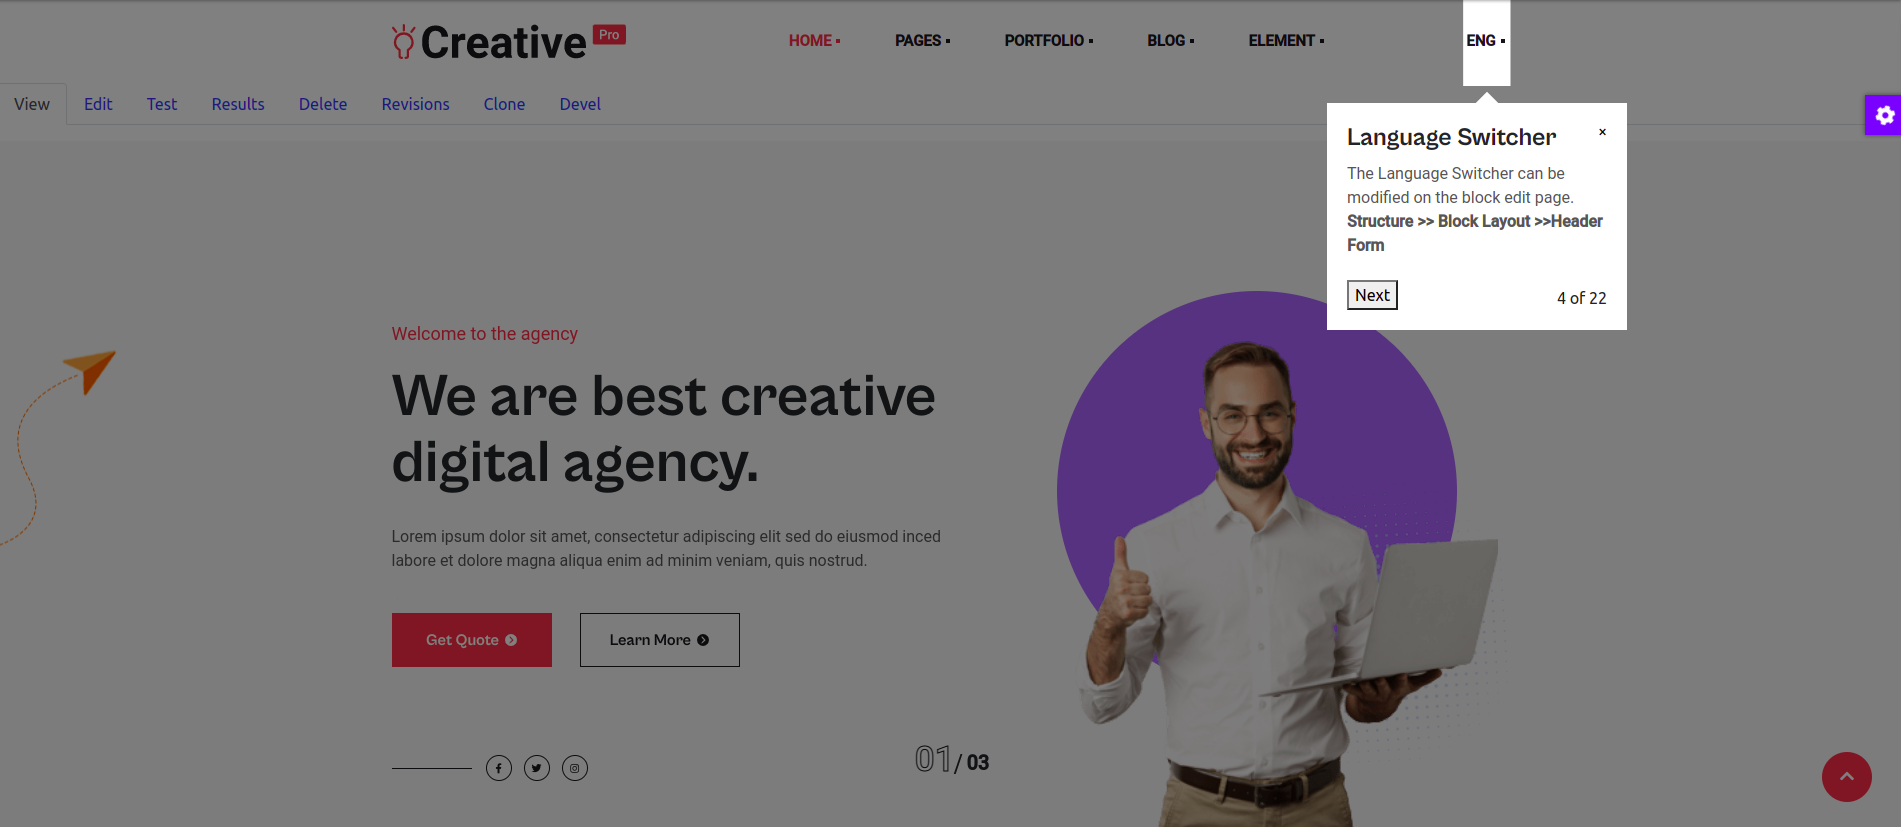 Creative Pro
HOME PAGES PORTFOLIO BLOG ELEMENT ENG
View Edit Test Results Delete Revisions Clone Devel
Language Switcher ×
The Language Switcher can be
modified on the block edit page.
Structure >> Block Layout >>Header
Form
Next 4 of 22
Welcome to the agency
We are best creative
digital agency.
Lorem ipsum dolor sit amet, consectetur adipiscing elit sed do eiusmod inced
labore et dolore magna aliqua enim ad minim veniam, quis nostrud.
Get Quote Learn More
01/ 03